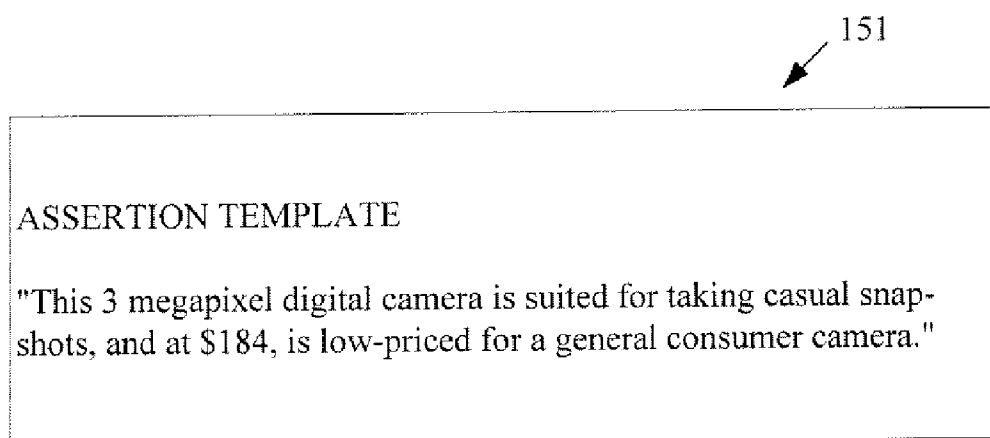 151
ASSERTION TEMPLATE
"This 3 megapixel digital camera is suited for taking casual snap-
shots, and at $184, is low-priced for a general consumer camera."